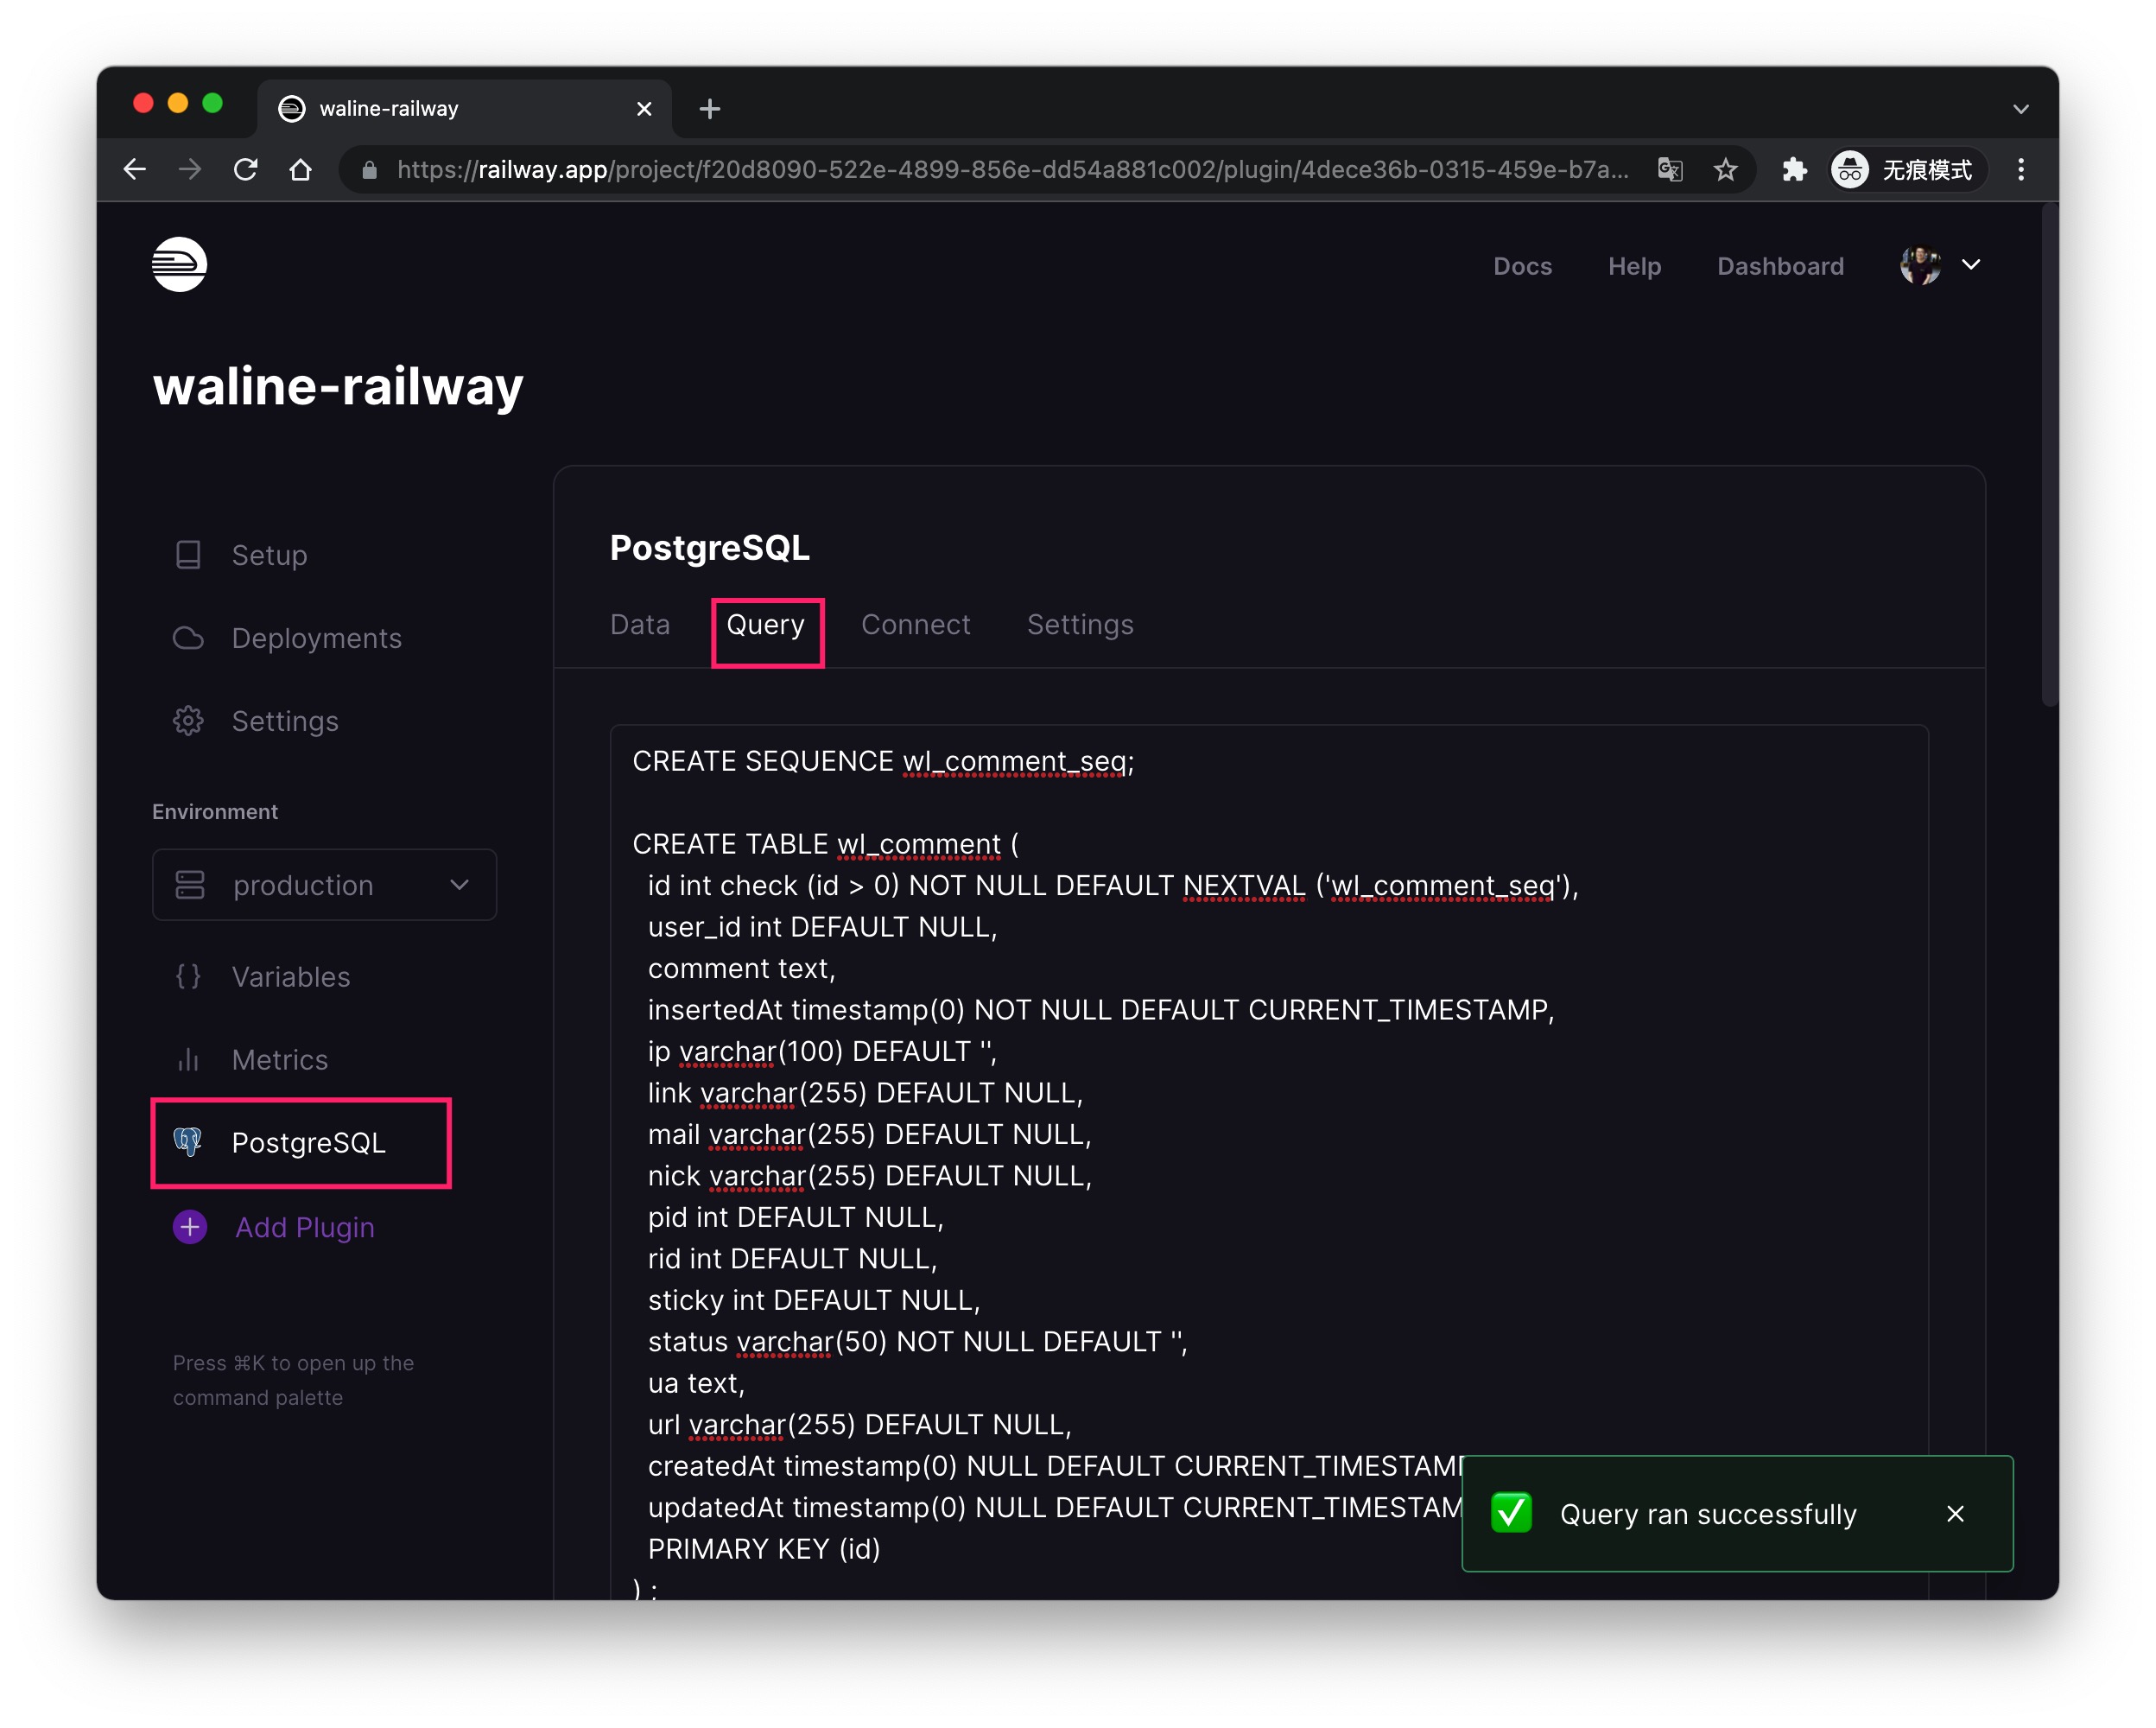 waline-railway
https://railway.app/project/f20d8090-522e-4899-856e-dd54a881c002/plugin/4dece36b-0315-459e-b7a...
无痕模式
Docs Help Dashboard
waline-railway
Setup
Deployments
Settings
Environment
production
Variables
Metrics
PostgreSQL
Add Plugin
Press ⌘K to open up the
command palette
PostgreSQL
Data Query Connect Settings
CREATE SEQUENCE wl_comment_seq;
CREATE TABLE wl_comment (
id int check (id > 0) NOT NULL DEFAULT NEXTVAL ('wl_comment_seq'),
user_id int DEFAULT NULL,
comment text,
insertedAt timestamp(0) NOT NULL DEFAULT CURRENT_TIMESTAMP,
ip varchar(100) DEFAULT '',
link varchar(255) DEFAULT NULL,
mail varchar(255) DEFAULT NULL,
nick varchar(255) DEFAULT NULL,
pid int DEFAULT NULL,
rid int DEFAULT NULL,
sticky int DEFAULT NULL,
status varchar(50) NOT NULL DEFAULT '',
ua text,
url varchar(255) DEFAULT NULL,
createdAt timestamp(0) NULL DEFAULT CURRENT_TIMESTAMP
updatedAt timestamp(0) NULL DEFAULT CURRENT_TIMESTAM
PRIMARY KEY (id)
) ;
Query ran successfully